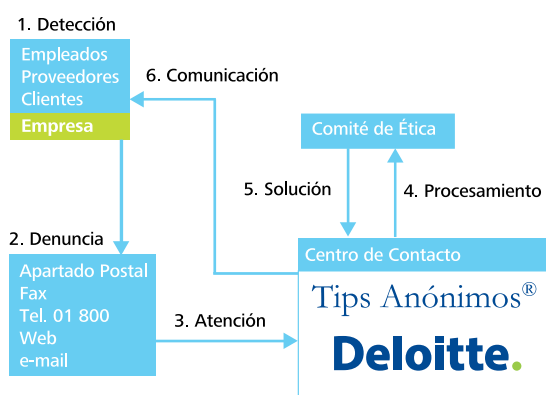 1. Detección
Empleados
Proveedores
Clientes
Empresa
2. Denuncia
Apartado Postal
Fax
Tel. 01 800
Web
e-mail
3. Atención
Centro de Contacto
Tips Anónimos®
Deloitte.
4. Procesamiento
Comité de Ética
5. Solución
6. Comunicación